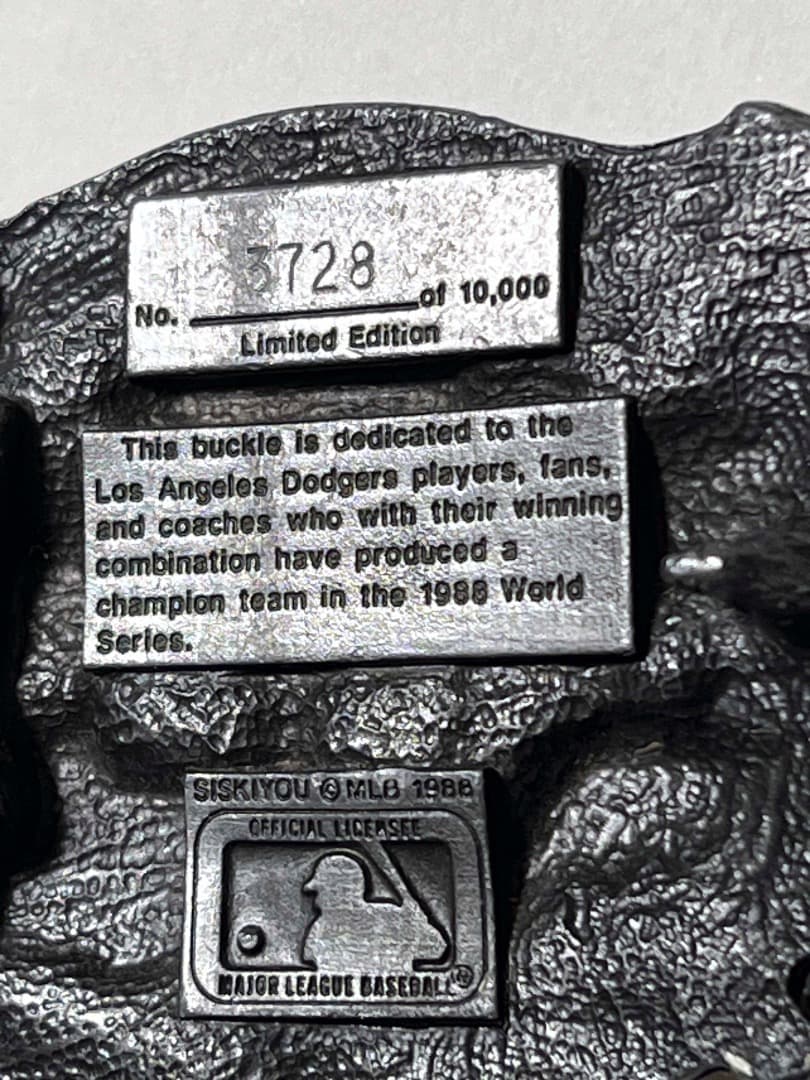 3728
No. ________ of 10,000
Limited Edition
This buckle is dedicated to the
Los Angeles Dodgers players, fans,
and coaches who with their winning
combination have produced a
champion team in the 1988 World
Series.
SISKIYOU © MLB 1988
OFFICIAL LICENSEE
MAJOR LEAGUE BASEBALL®